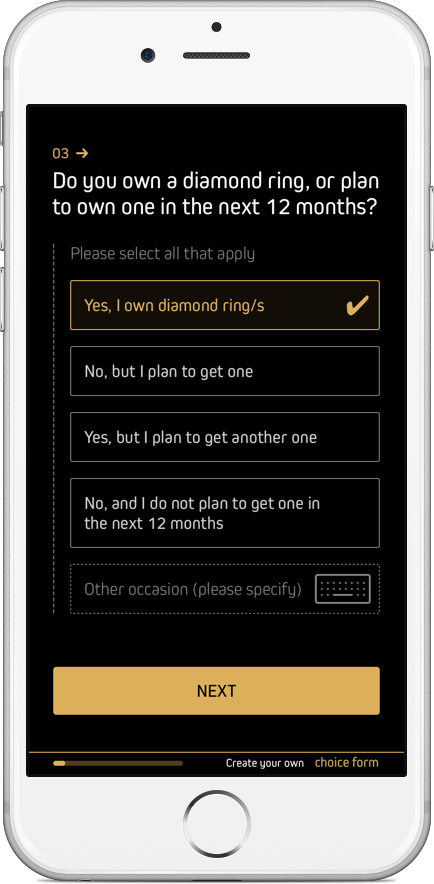 03 →
Do you own a diamond ring, or plan
to own one in the next 12 months?
Please select all that apply
Yes, I own diamond ring/s
No, but I plan to get one
Yes, but I plan to get another one
No, and I do not plan to get one in
the next 12 months
Other occasion (please specify)
NEXT
Create your own choice form